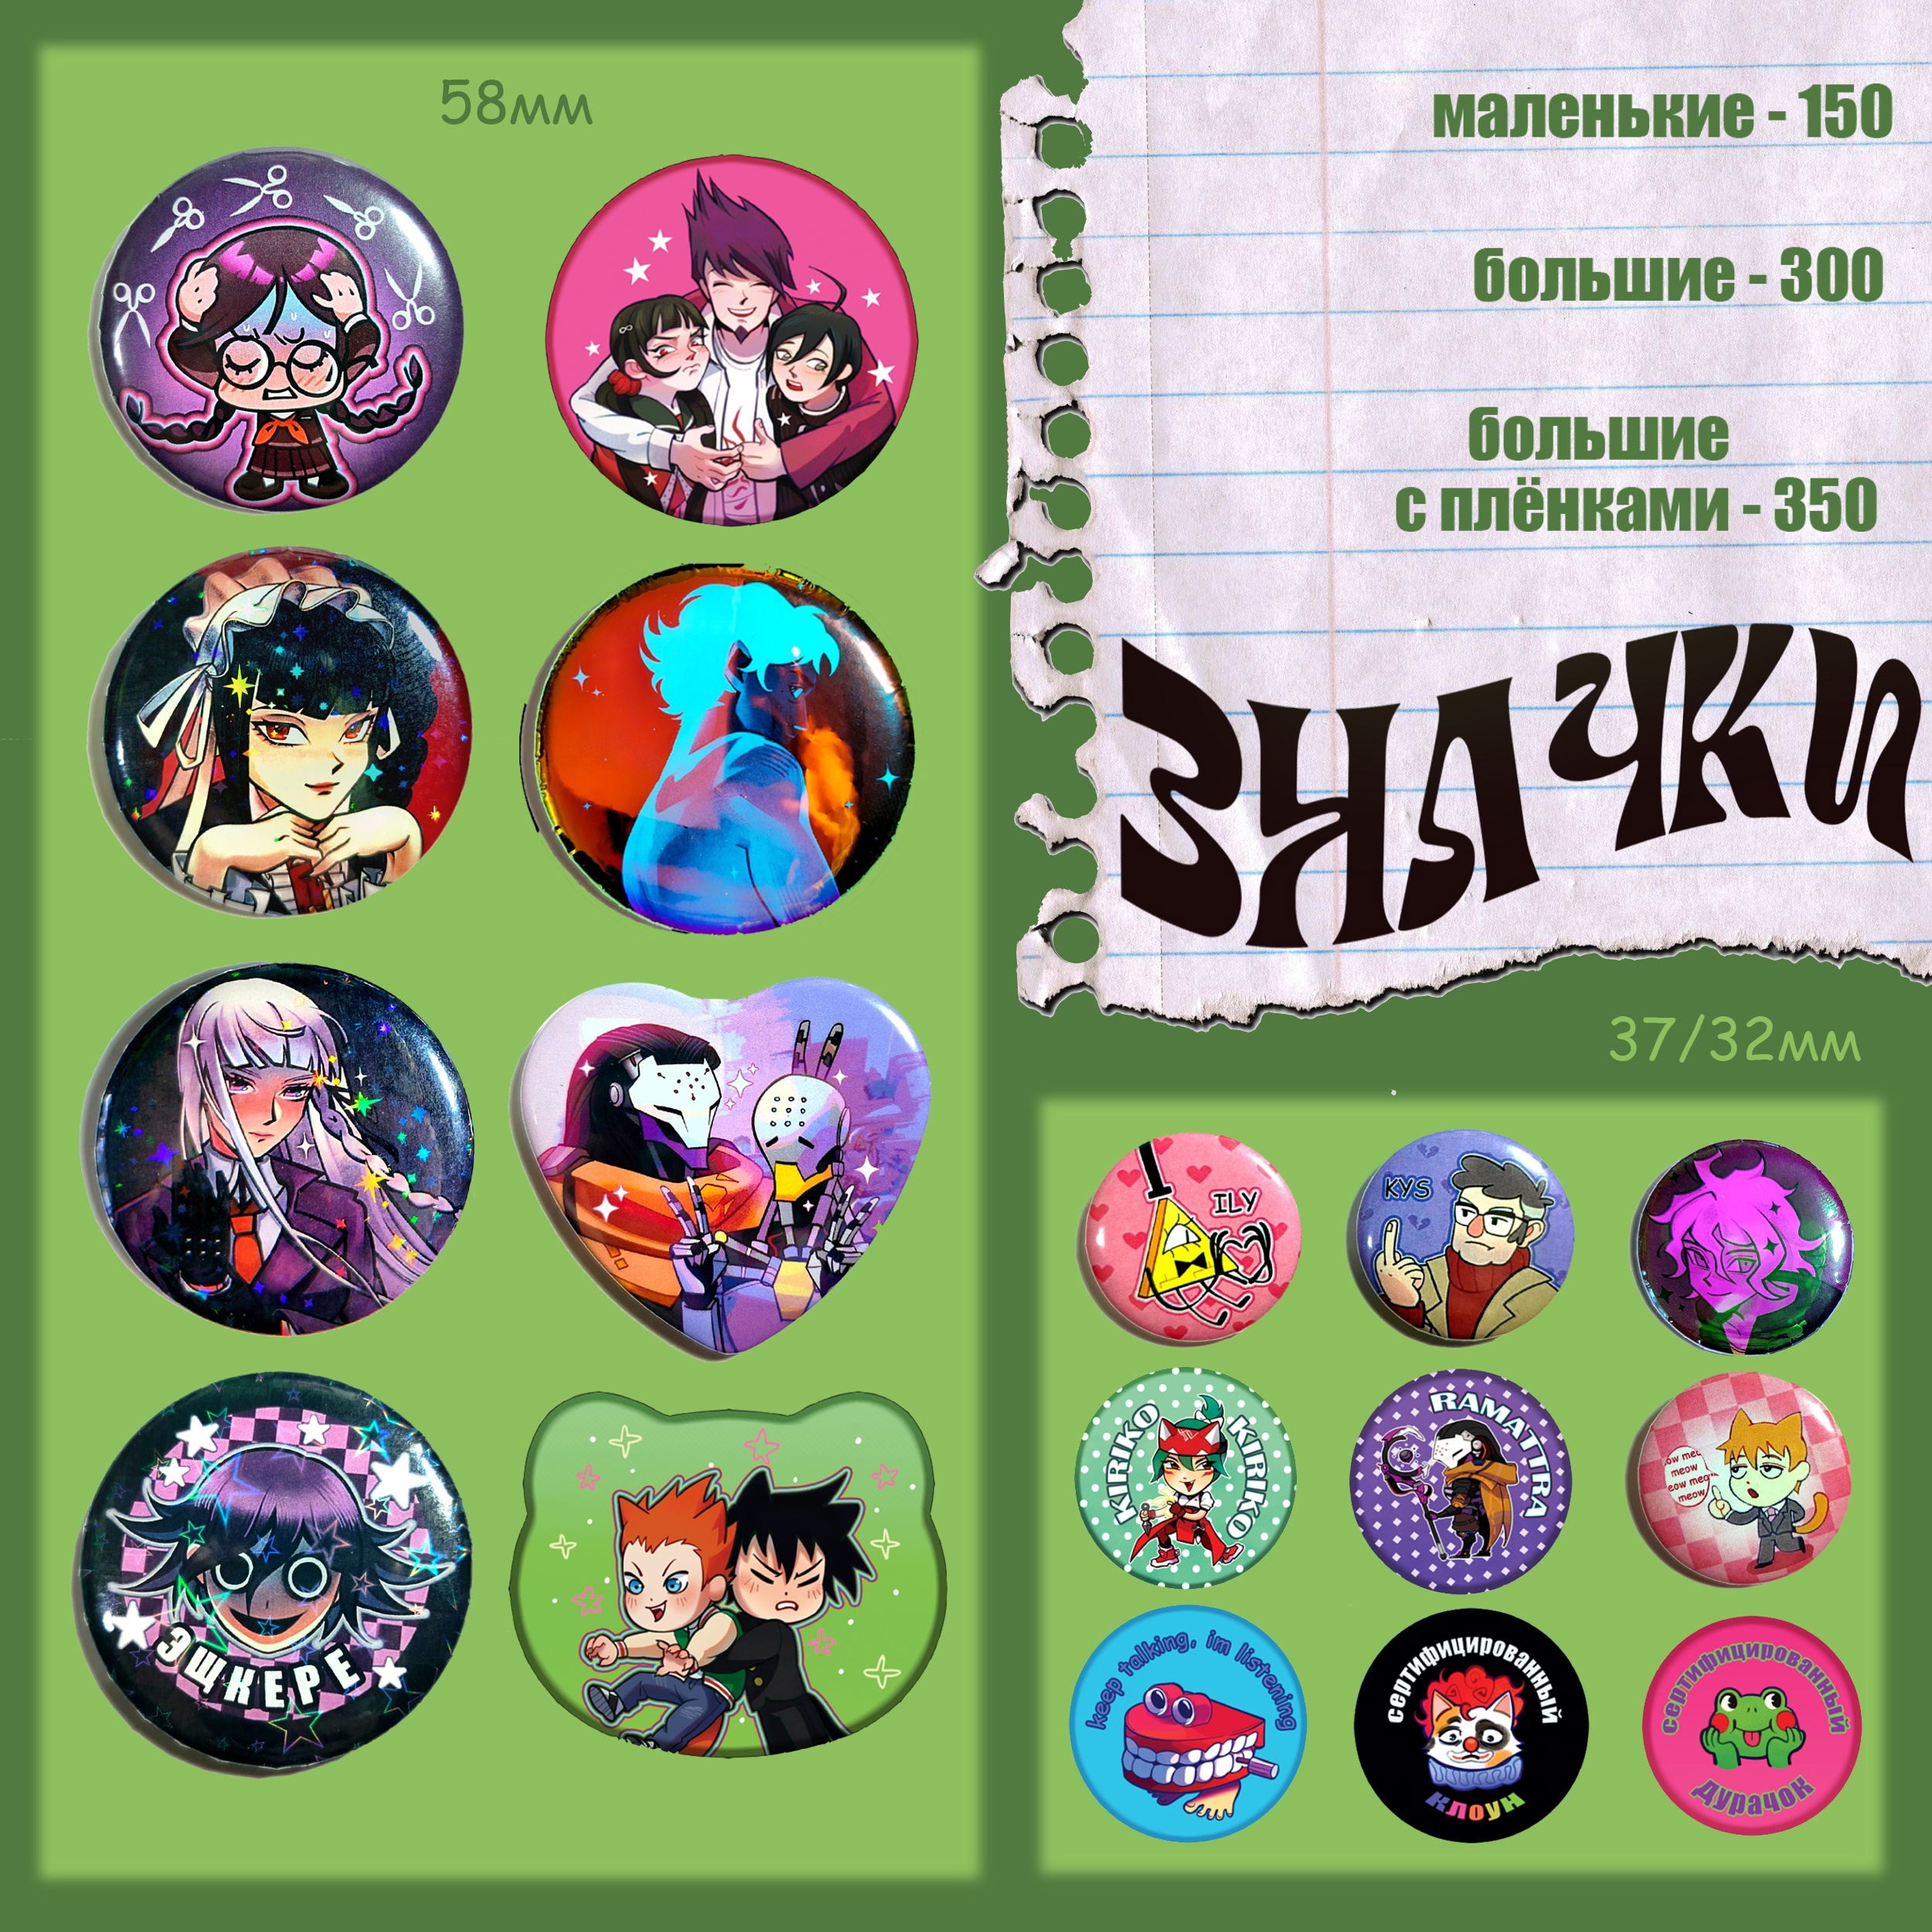 58мм
маленькие - 150
большие - 300
большие
с плёнками - 350
ЗНАЧКИ
37/32мм
ЭЩКЕРЕ
ILY
KYS
KIRIKO
KIRIKO
RAMATTRA
meow
meow
keep talking, im listening
сертифицированный
клоун
сертифицированный
дурачок